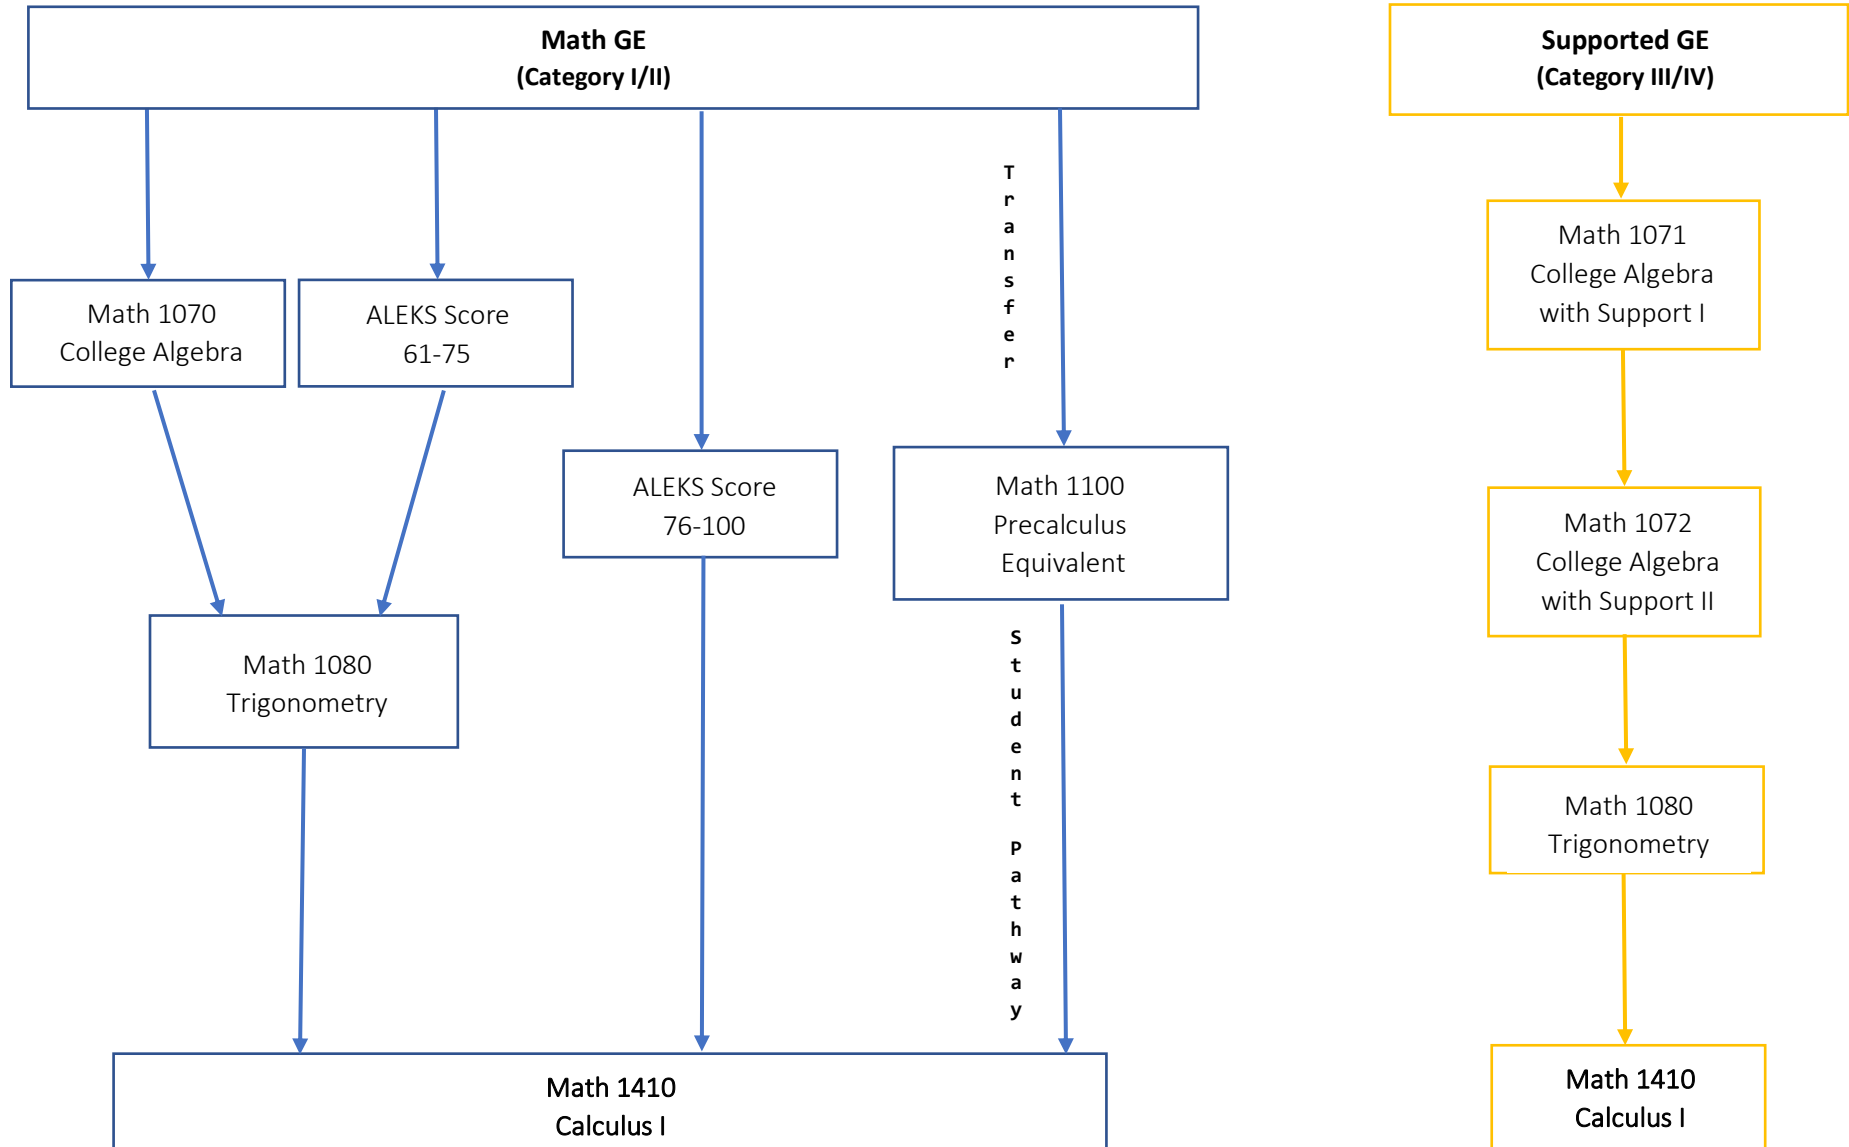 Math GE
(Category I/II)
Supported GE
(Category III/IV)
Transfer
Math 1070
College Algebra
ALEKS Score
61-75
Math 1071
College Algebra
with Support I
ALEKS Score
76-100
Math 1100
Precalculus
Equivalent
Math 1072
College Algebra
with Support II
Math 1080
Trigonometry
Student Pathway
Math 1080
Trigonometry
Math 1410
Calculus I
Math 1410
Calculus I